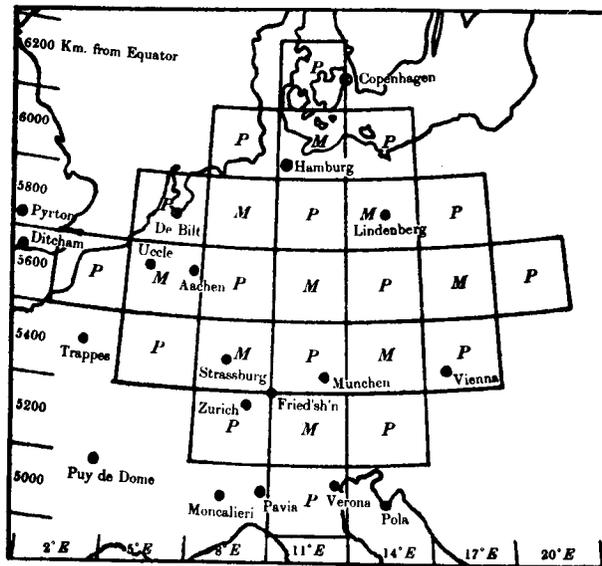 6200 Km. from Equator
P
Copenhagen
6000
P M P
Hamburg
5800
Pyrton
P M P M P
De Bilt Lindenberg
Ditcham
5600
Uccle
P M P M P M P
Aachen
5400
Trappes
P M P M P
Strassburg München Vienna
5200
Zurich Fried'sh'n
P M P
5000
Puy de Dome
Moncalieri Pavia P Verona Pola
2°E 5°E 8°E 11°E 14°E 17°E 20°E